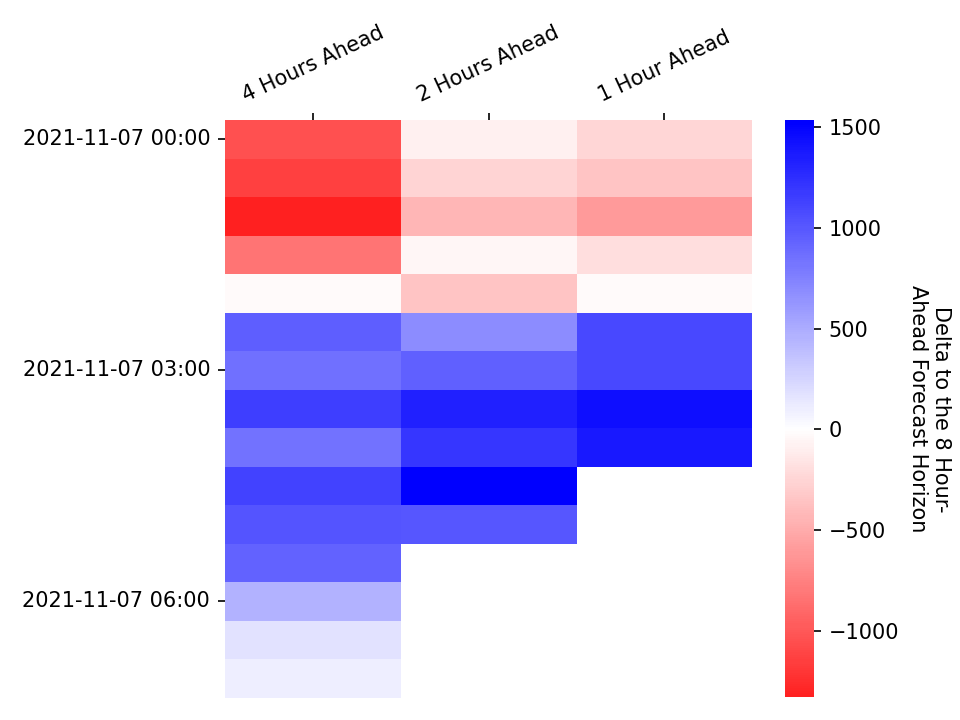 4 Hours Ahead
2 Hours Ahead
1 Hour Ahead
2021-11-07 00:00
2021-11-07 03:00
2021-11-07 06:00
1500
1000
500
0
−500
−1000
Delta to the 8 Hour-
Ahead Forecast Horizon